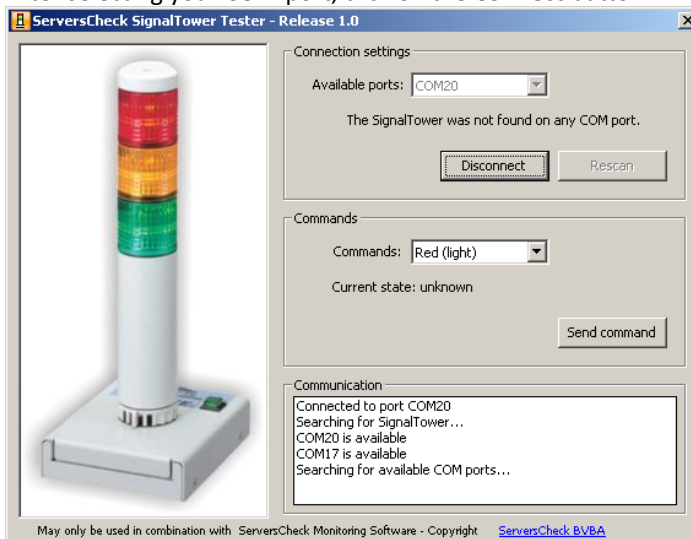 ServersCheck SignalTower Tester - Release 1.0
Connection settings
Available ports: COM20
The SignalTower was not found on any COM port.
Disconnect Rescan
Commands
Commands: Red (light)
Current state: unknown
Send command
Communication
Connected to port COM20
Searching for SignalTower...
COM20 is available
COM17 is available
Searching for available COM ports...
May only be used in combination with ServersCheck Monitoring Software - Copyright ServersCheck BVBA